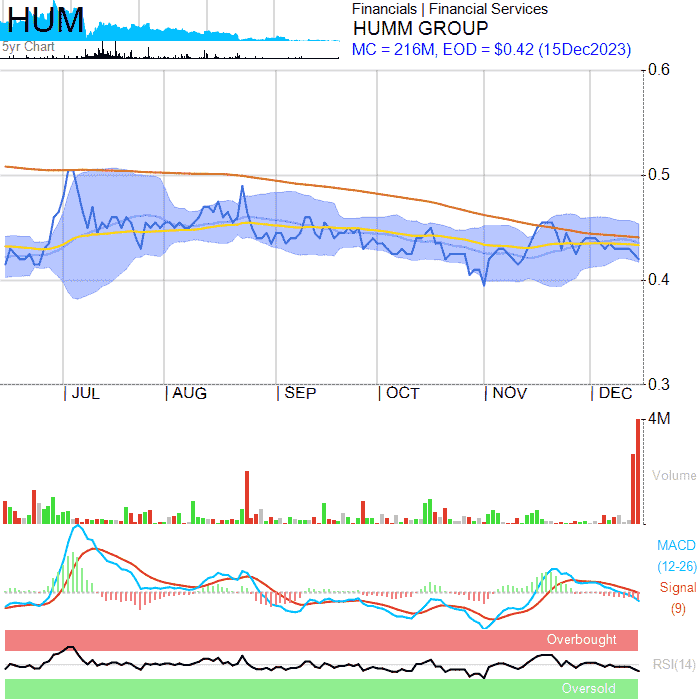 HUM
5yr Chart
Financials | Financial Services
HUMM GROUP
MC = 216M, EOD = $0.42 (15Dec2023)
0.6
0.5
0.4
0.3
JUL AUG SEP OCT NOV DEC
4M
Volume
MACD
(12-26)
Signal
(9)
Overbought
RSI(14)
Oversold